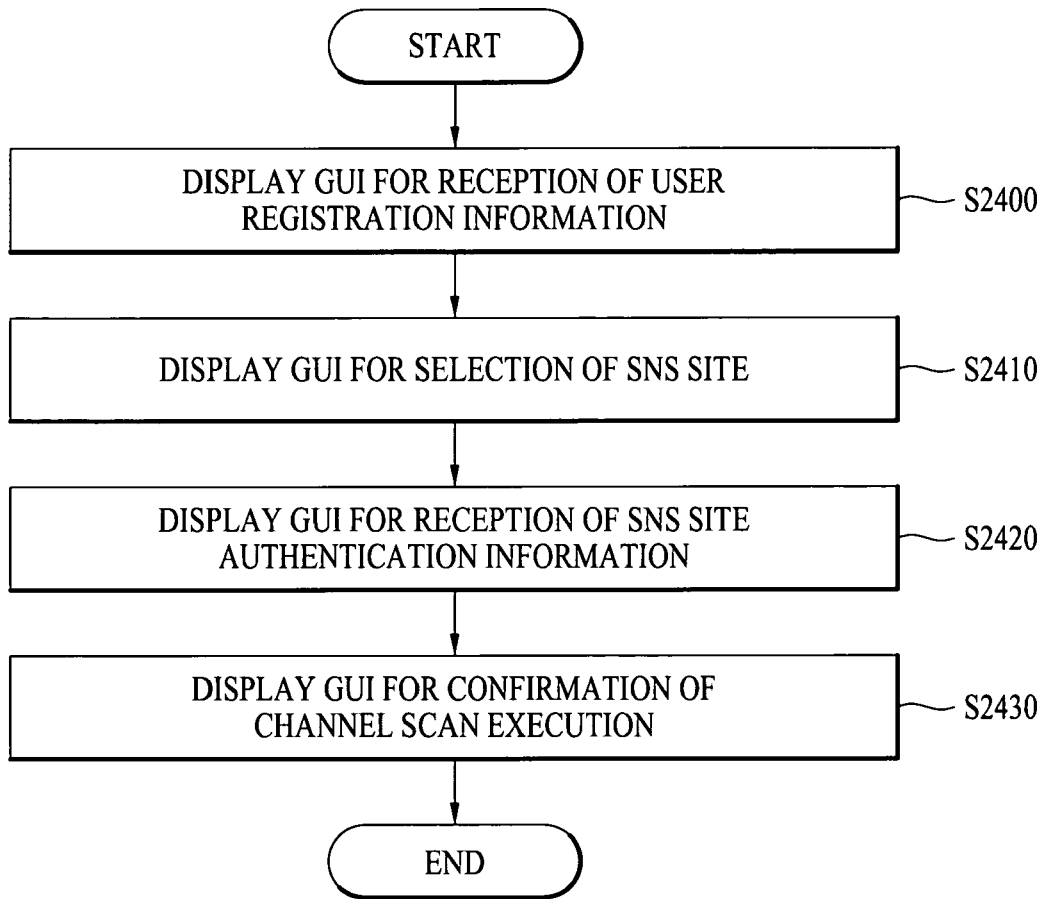 START
DISPLAY GUI FOR RECEPTION OF USER
REGISTRATION INFORMATION
S2400
DISPLAY GUI FOR SELECTION OF SNS SITE
S2410
DISPLAY GUI FOR RECEPTION OF SNS SITE
AUTHENTICATION INFORMATION
S2420
DISPLAY GUI FOR CONFIRMATION OF
CHANNEL SCAN EXECUTION
S2430
END